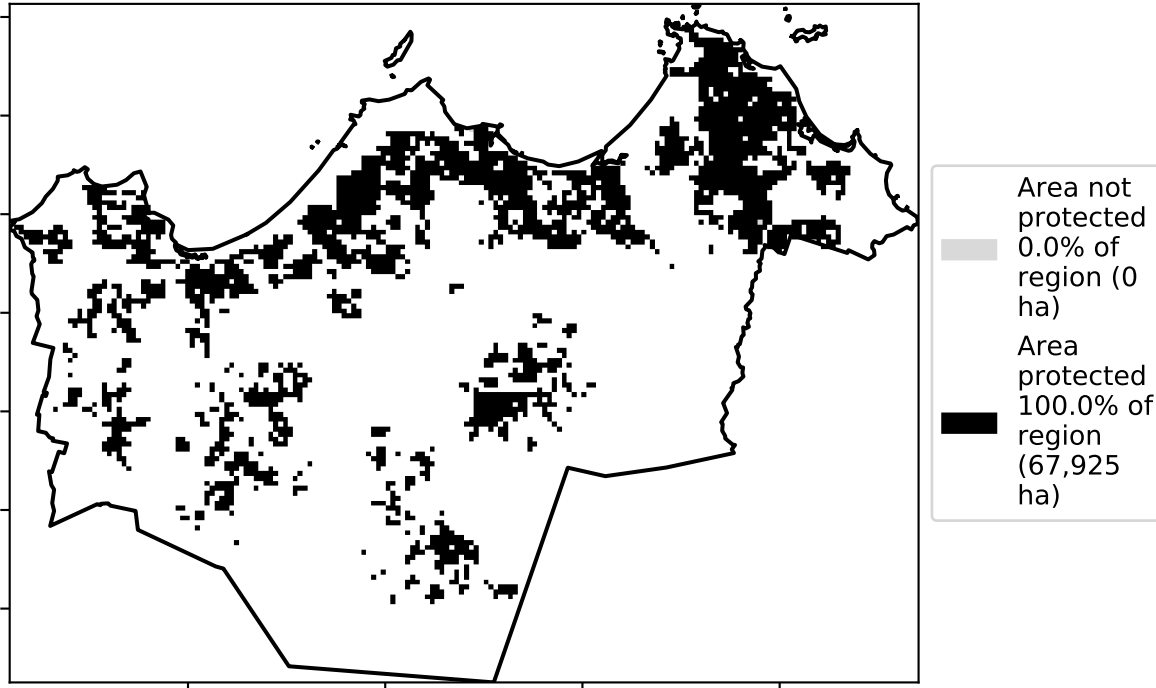 Area not
protected
0.0% of
region (0
ha)
Area
protected
100.0% of
region
(67,925
ha)